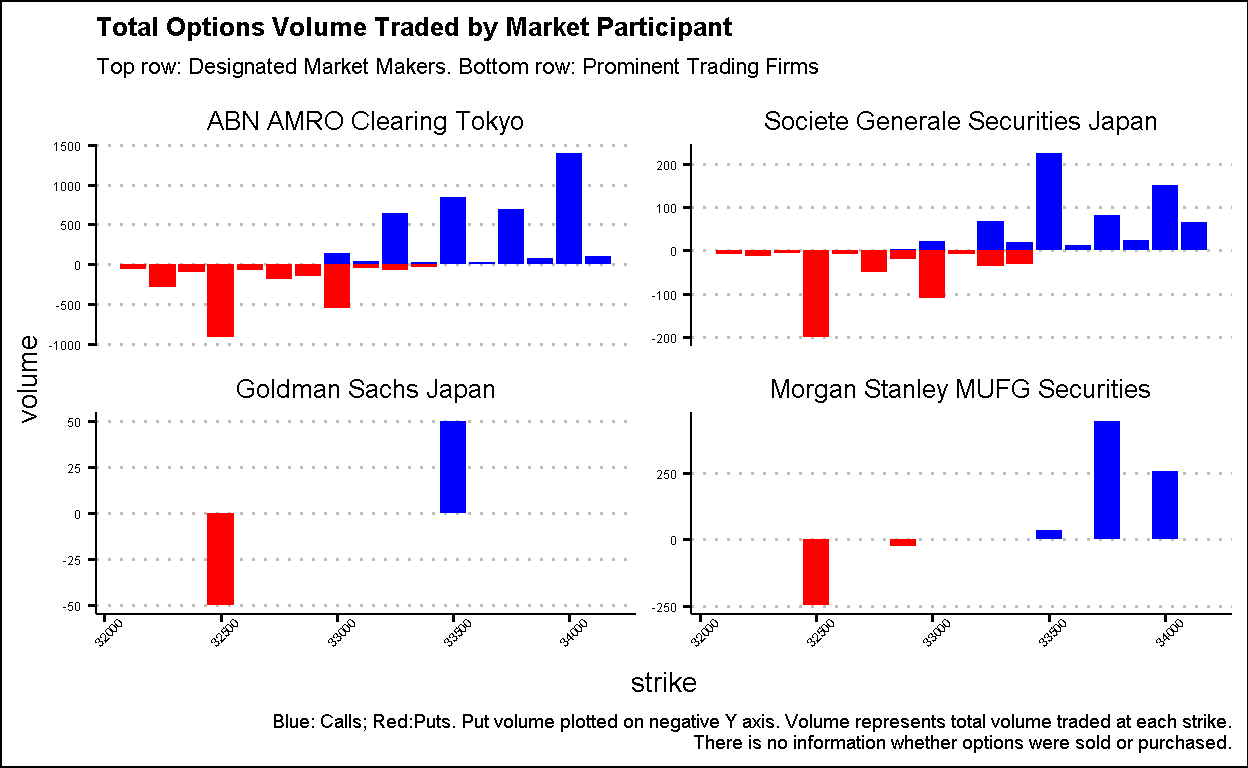 Total Options Volume Traded by Market Participant
Top row: Designated Market Makers. Bottom row: Prominent Trading Firms
ABN AMRO Clearing Tokyo
Societe Generale Securities Japan
1500
1000
500
0
-500
-1000
200
100
0
-100
-200
volume
Goldman Sachs Japan
Morgan Stanley MUFG Securities
50
25
0
-25
-50
250
0
-250
32000
32500
33000
33500
34000
32000
32500
33000
33500
34000
strike
Blue: Calls; Red:Puts. Put volume plotted on negative Y axis. Volume represents total volume traded at each strike.
There is no information whether options were sold or purchased.